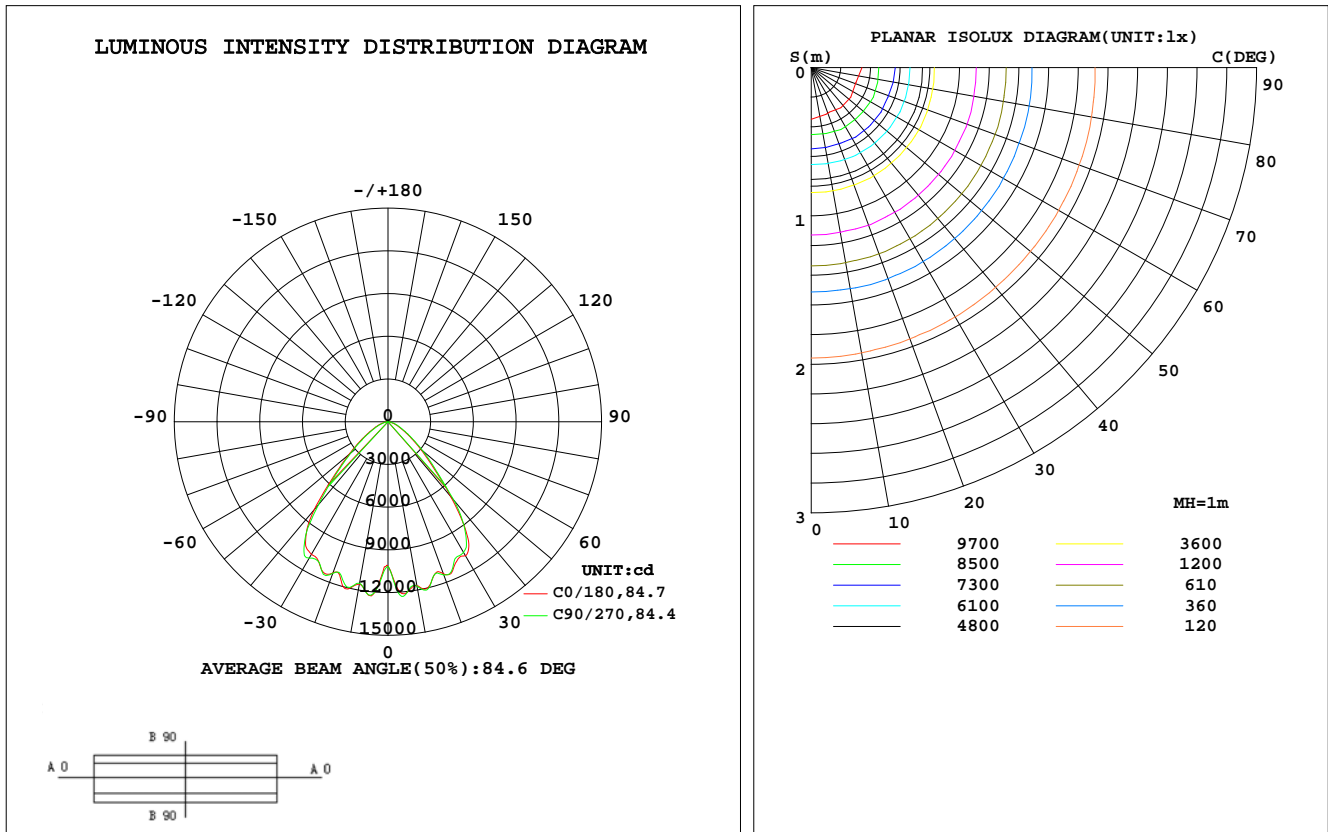 LUMINOUS INTENSITY DISTRIBUTION DIAGRAM
-/+180
-150 150
-120 120
-90 90
-60 60
-30 30
0
0
3000
6000
9000
12000
15000
UNIT:cd
C0/180,84.7
C90/270,84.4
AVERAGE BEAM ANGLE(50%):84.6 DEG
B 90
A 0 A 0
B 90
PLANAR ISOLUX DIAGRAM(UNIT:lx)
S(m) C(DEG)
0 90
80
1
70
60
2 50
40
30
20
3 0 10
MH=1m
9700 3600
8500 1200
7300 610
6100 360
4800 120